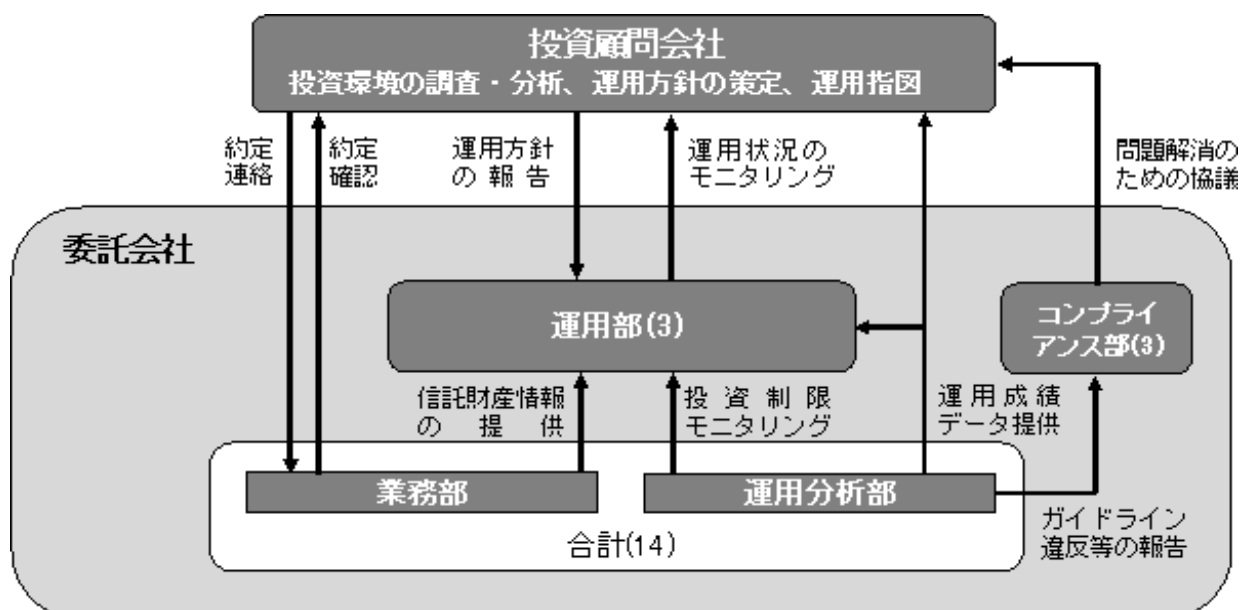 投資顧問会社
投資環境の調査・分析、運用方針の策定、運用指図
約定
連絡
約定
確認
運用方針
の報告
運用状況の
モニタリング
問題解消の
ための協議
委託会社
運用部(3)
コンプライ
アンス部(3)
信託財産情報
の提供
投資制限
モニタリング
運用成績
データ提供
業務部
運用分析部
合計(14)
ガイドライン
違反等の報告